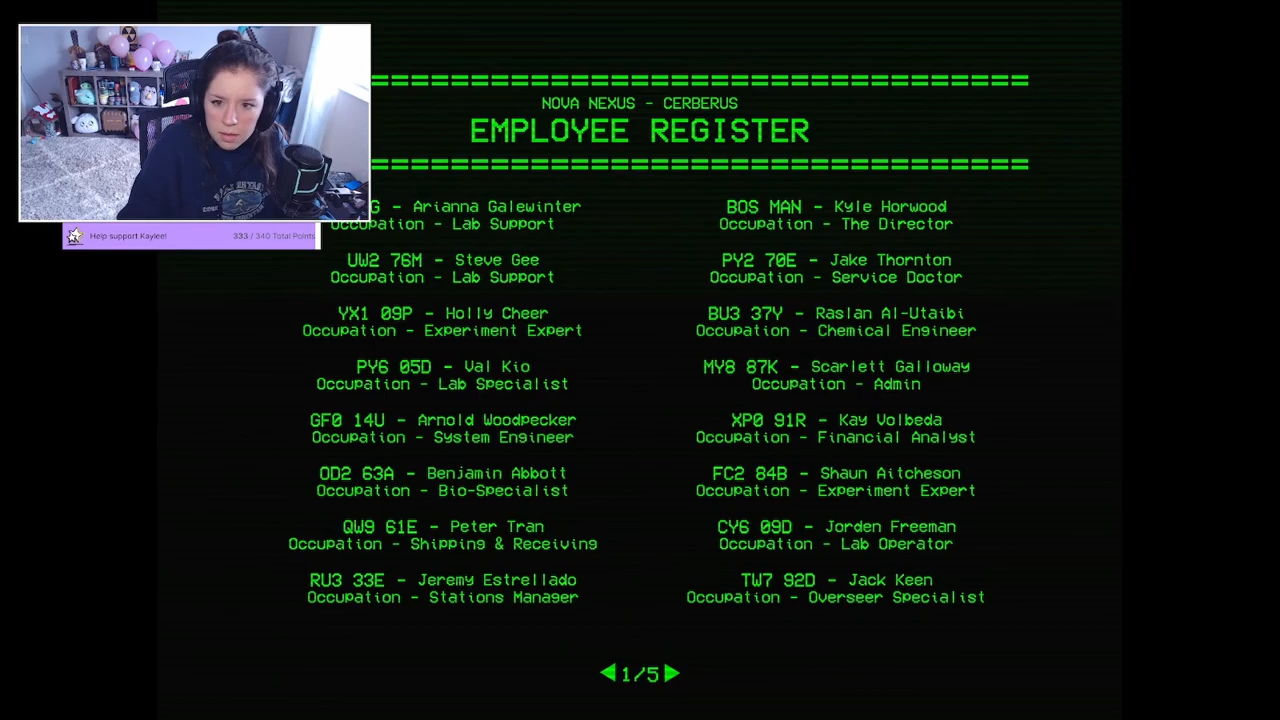 ================================
NOVA NEXUS - CERBERUS
EMPLOYEE REGISTER
================================
G - Arianna Galewinter
Occupation - Lab Support
UW2 76M - Steve Gee
Occupation - Lab Support
YX1 09P - Holly Cheer
Occupation - Experiment Expert
PY6 05D - Val Kio
Occupation - Lab Specialist
GF0 14U - Arnold Woodpecker
Occupation - System Engineer
OD2 63A - Benjamin Abbott
Occupation - Bio-Specialist
QW9 61E - Peter Tran
Occupation - Shipping & Receiving
RU3 33E - Jeremy Estrellado
Occupation - Stations Manager
BOS MAN - Kyle Horwood
Occupation - The Director
PY2 70E - Jake Thornton
Occupation - Service Doctor
BU3 37Y - Raslan Al-Utaibi
Occupation - Chemical Engineer
MY8 87K - Scarlett Galloway
Occupation - Admin
XP0 91R - Kay Volbeda
Occupation - Financial Analyst
FC2 84B - Shaun Aitcheson
Occupation - Experiment Expert
CY6 09D - Jorden Freeman
Occupation - Lab Operator
TW7 92D - Jack Keen
Occupation - Overseer Specialist
1/5
Help support Kaylee!
333 / 340 Total Points